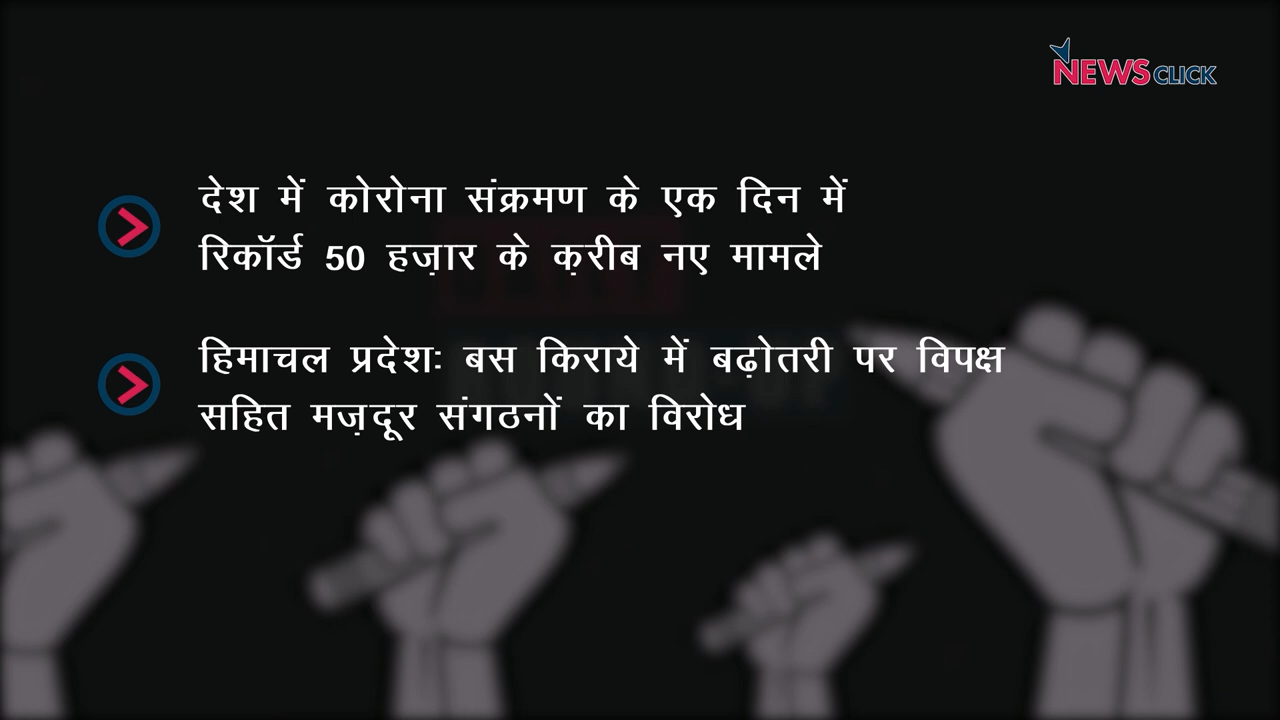 NEWSCLICK
देश में कोरोना संक्रमण के एक दिन में
रिकॉर्ड 50 हज़ार के क़रीब नए मामले
हिमाचल प्रदेशः बस किराये में बढ़ोतरी पर विपक्ष
सहित मज़दूर संगठनों का विरोध